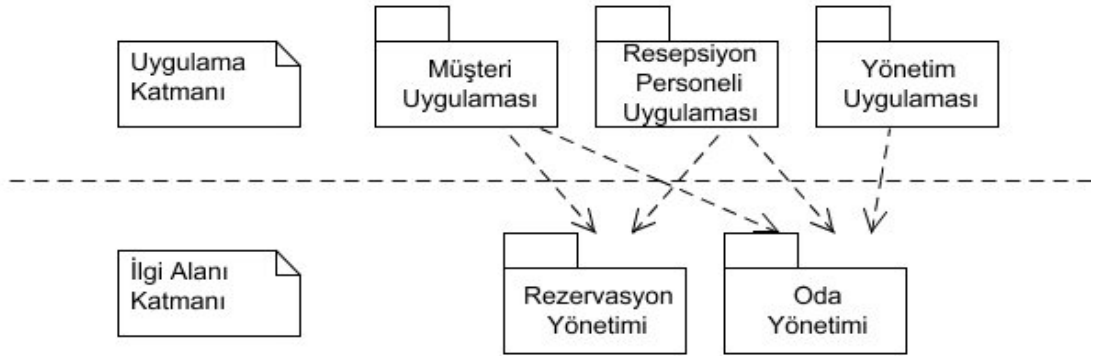 Uygulama
Katmanı
Müşteri
Uygulaması
Resepsiyon
Personeli
Uygulaması
Yönetim
Uygulaması
İlgi Alanı
Katmanı
Rezervasyon
Yönetimi
Oda
Yönetimi